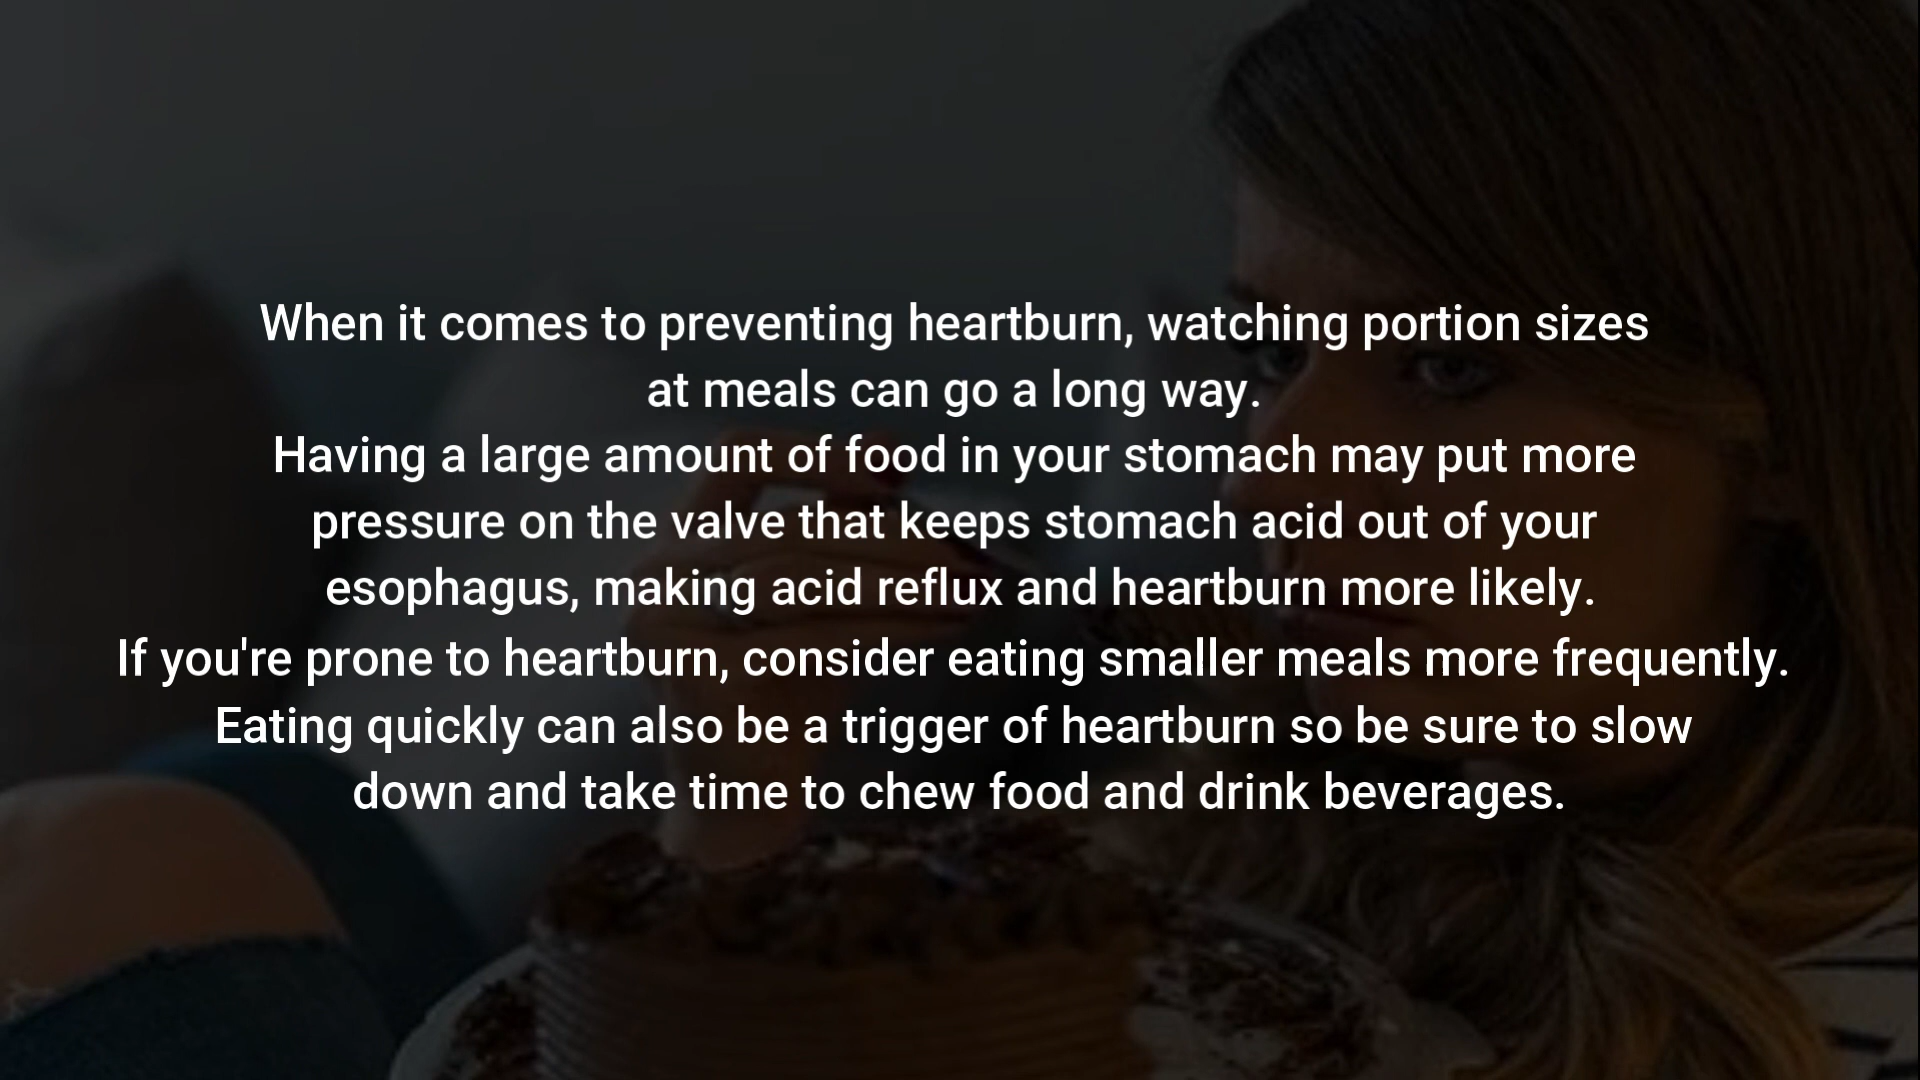 When it comes to preventing heartburn, watching portion sizes
at meals can go a long way.
Having a large amount of food in your stomach may put more
pressure on the valve that keeps stomach acid out of your
esophagus, making acid reflux and heartburn more likely.
If you're prone to heartburn, consider eating smaller meals more frequently.
Eating quickly can also be a trigger of heartburn so be sure to slow
down and take time to chew food and drink beverages.